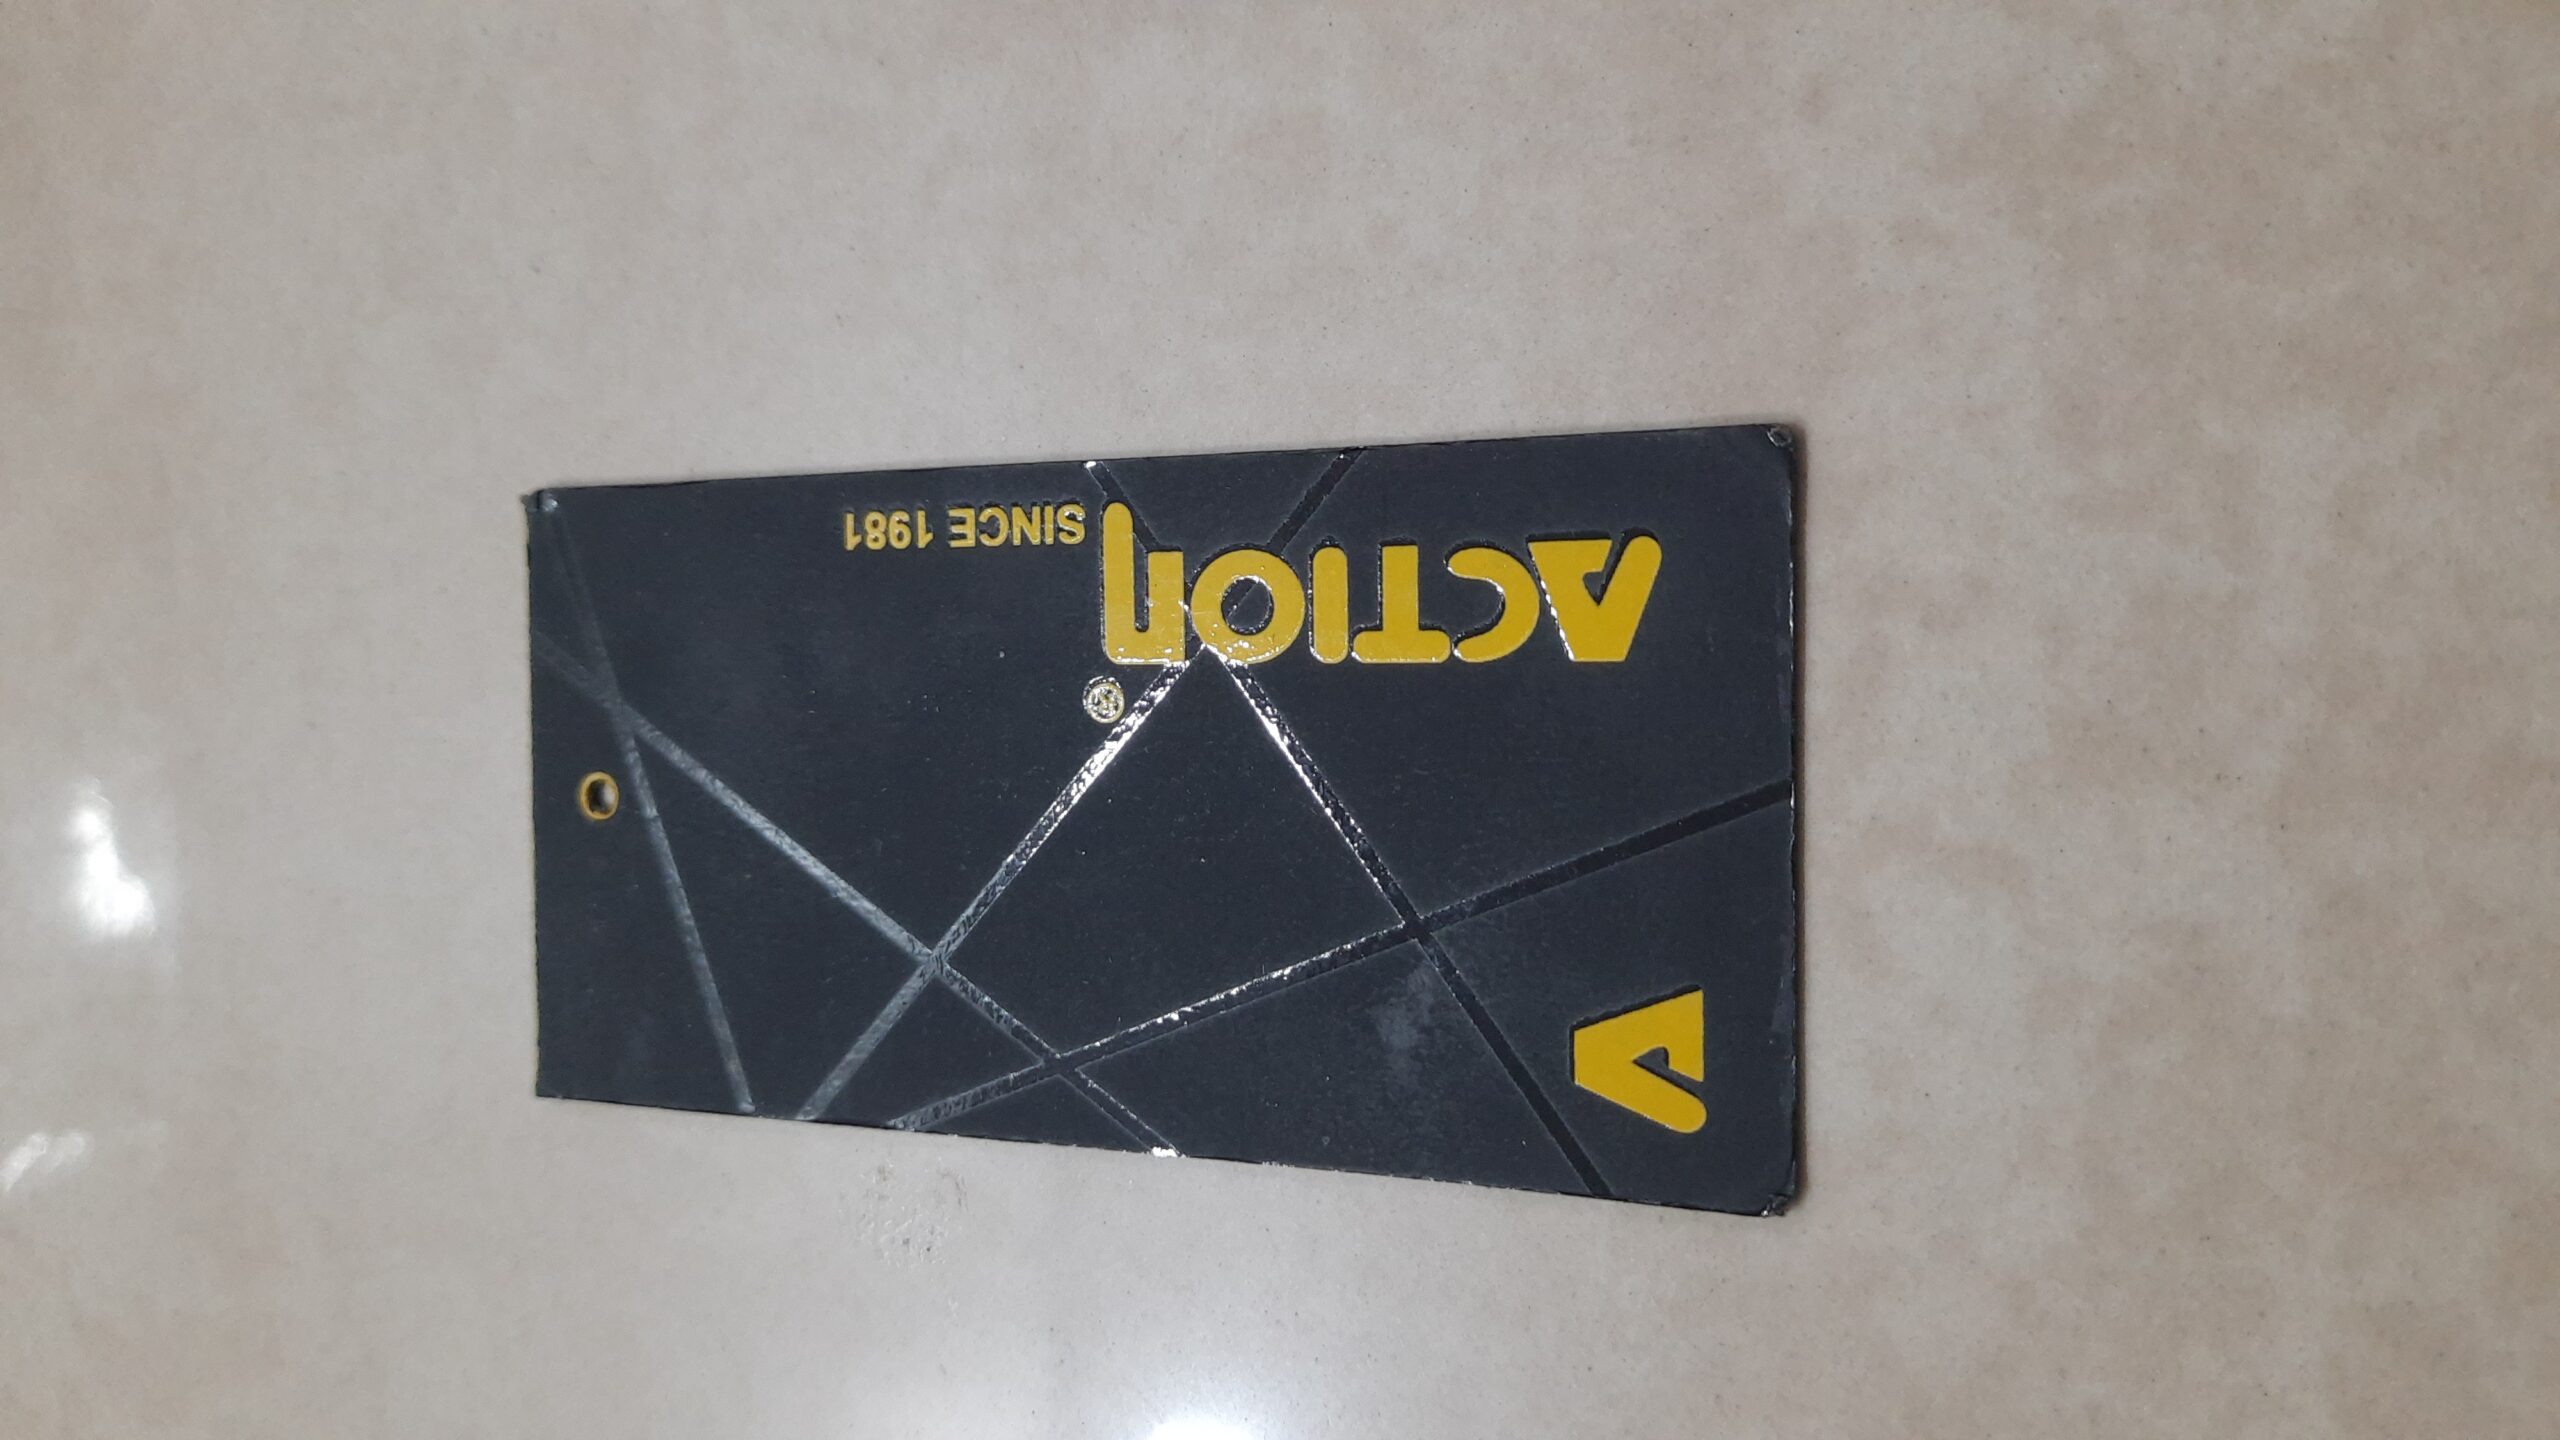 A
®
ACTION
SINCE 1981